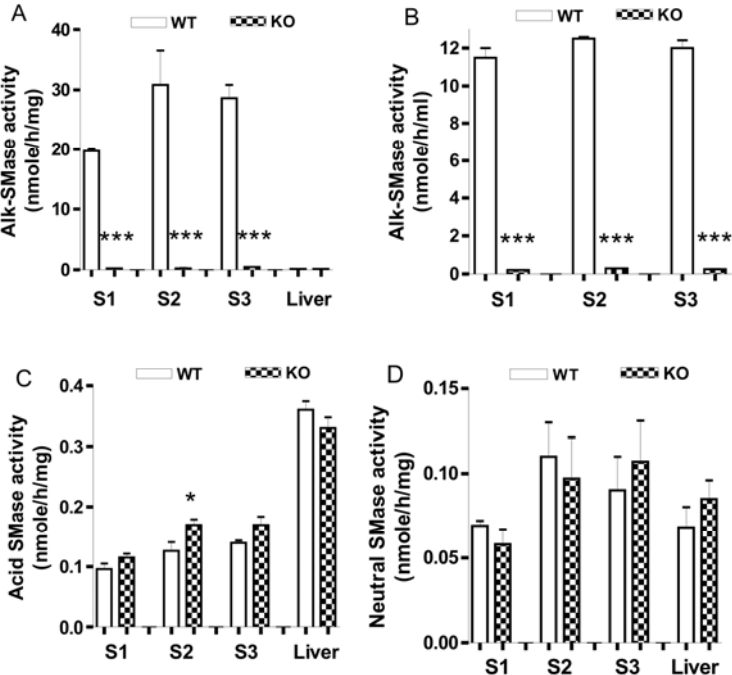 A
WT KO
Alk-SMase activity
(nmole/h/mg)
40
30
20
10
0
*** *** ***
S1 S2 S3 Liver
B
WT KO
Alk-SMase activity
(nmole/h/ml)
12
10
8
6
4
2
0
*** *** ***
S1 S2 S3
C
WT KO
Acid SMase activity
(nmole/h/mg)
0.4
0.3
0.2
0.1
0.0
*
S1 S2 S3 Liver
D
WT KO
Neutral SMase activity
(nmole/h/mg)
0.15
0.10
0.05
0.00
S1 S2 S3 Liver